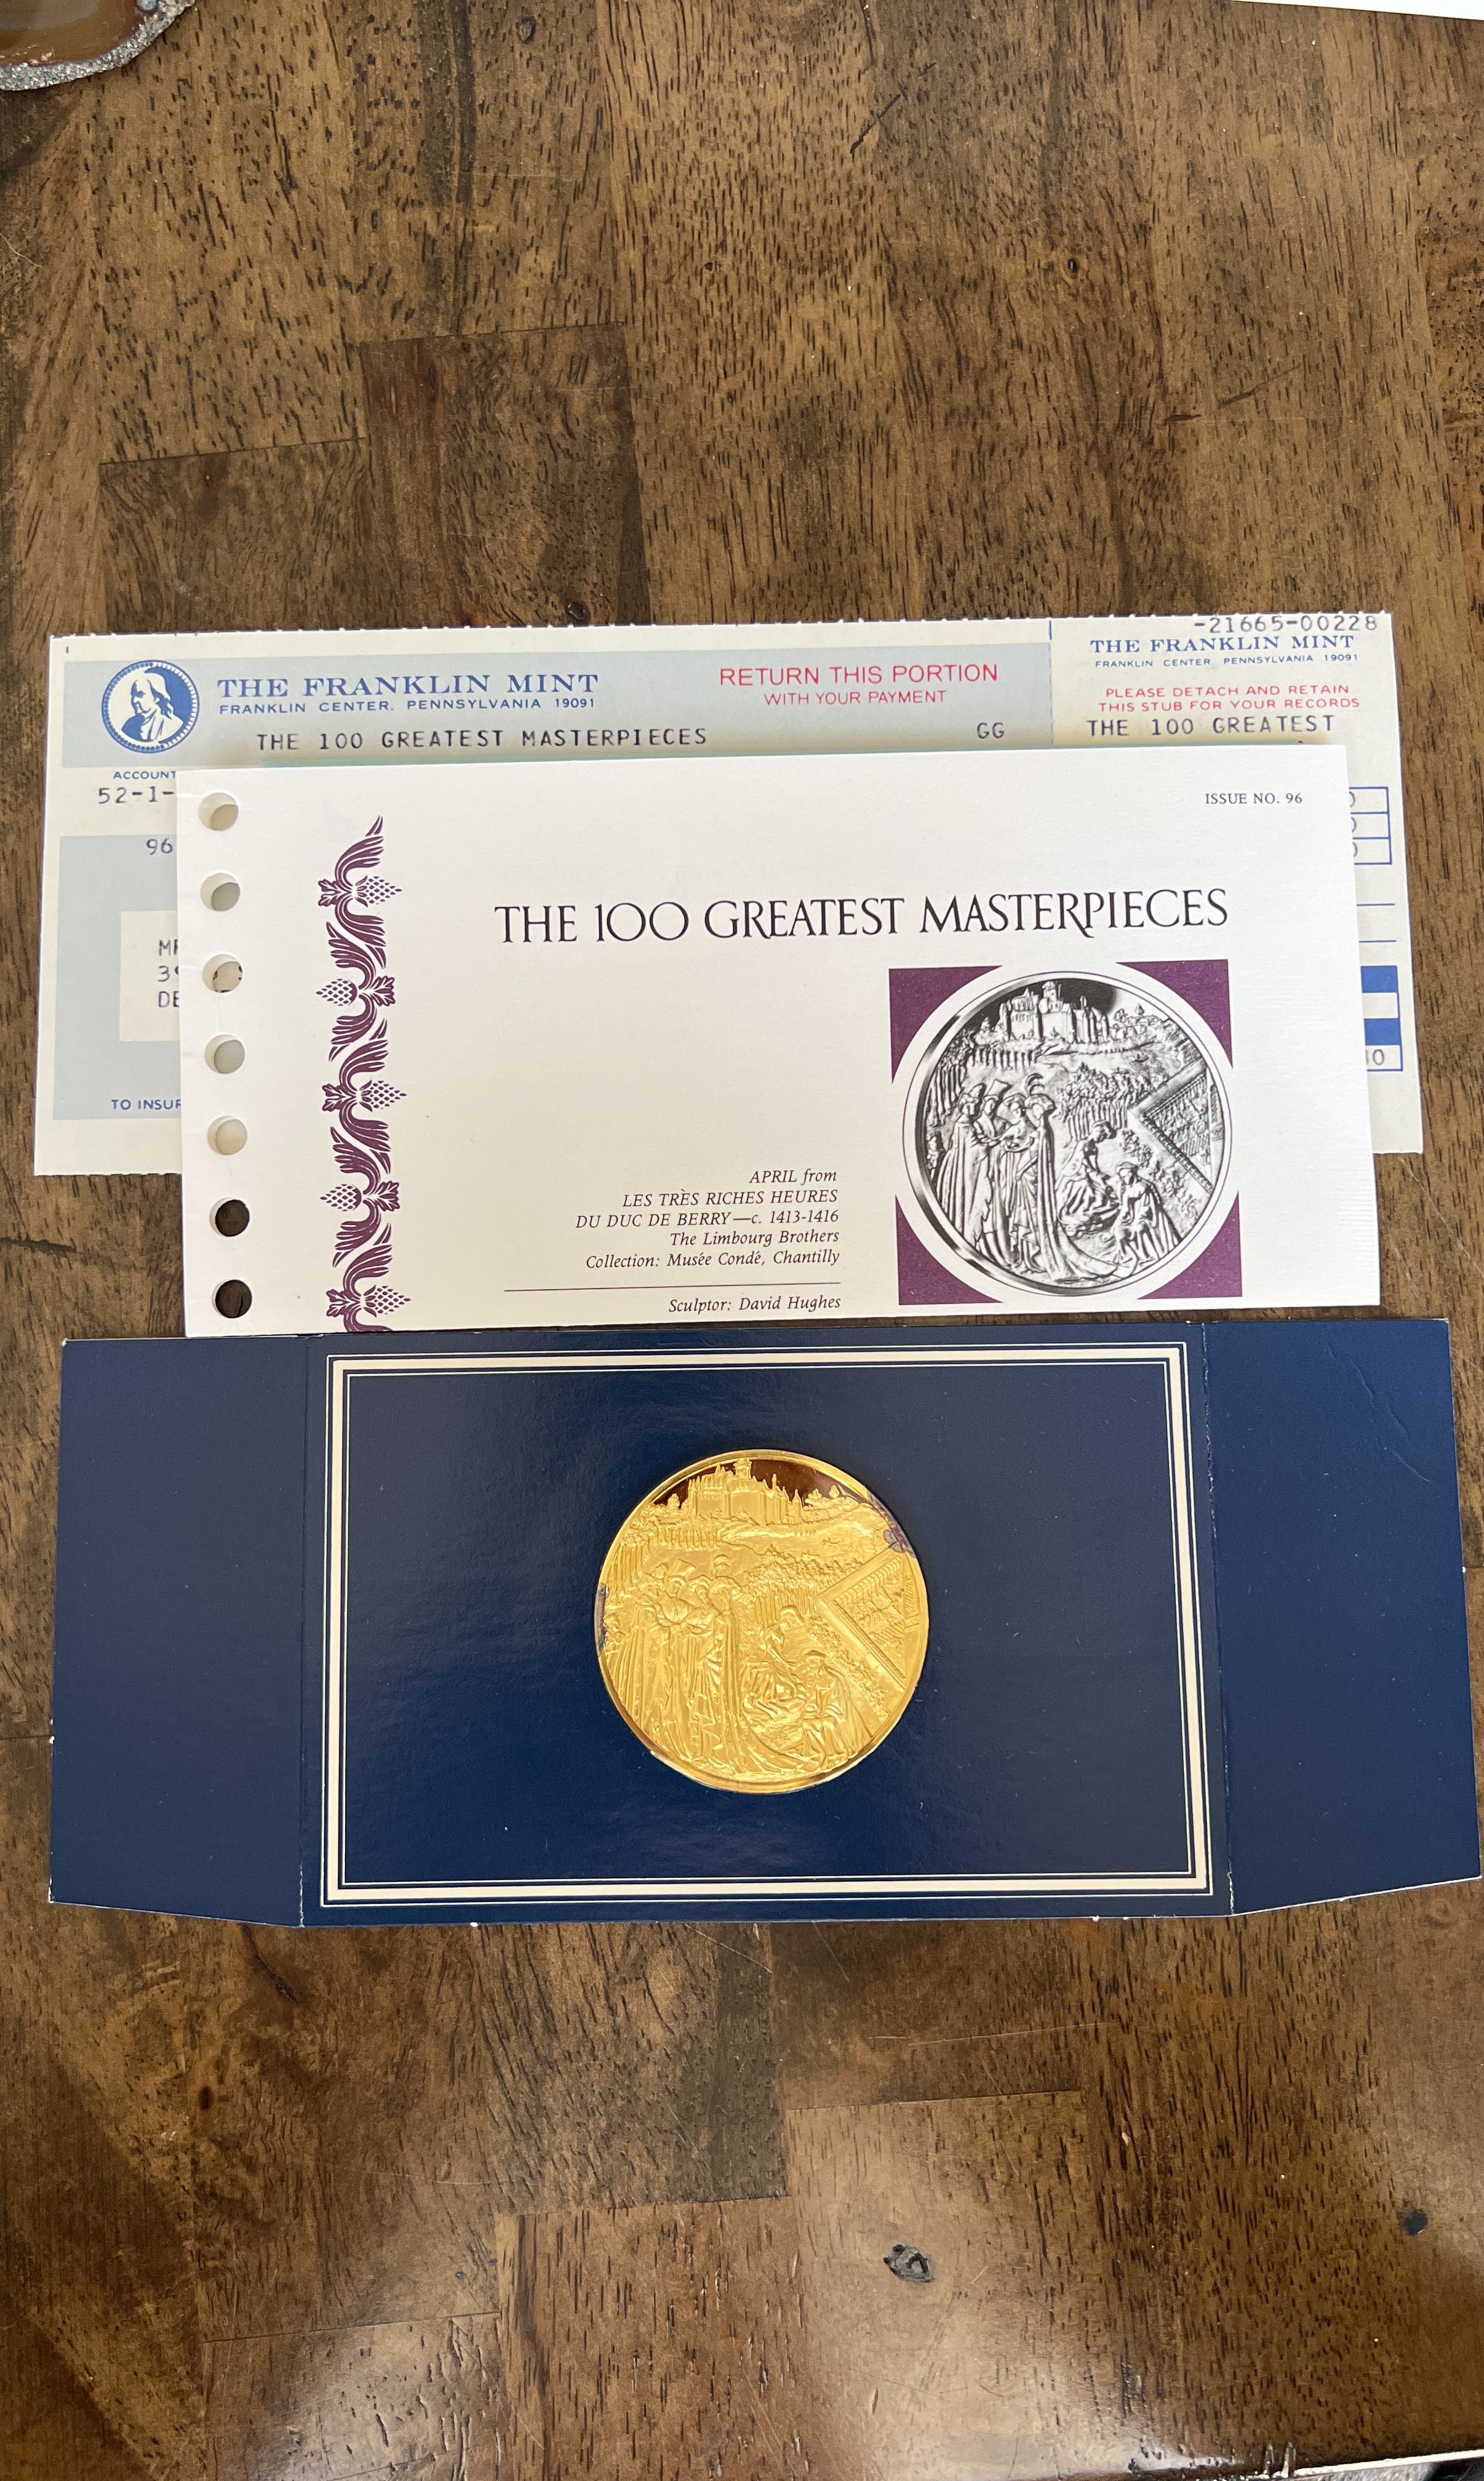 -21665-00228
THE FRANKLIN MINT
FRANKLIN CENTER, PENNSYLVANIA 19091
RETURN THIS PORTION
WITH YOUR PAYMENT
THE 100 GREATEST MASTERPIECES GG
THE FRANKLIN MINT
FRANKLIN CENTER, PENNSYLVANIA 19091
PLEASE DETACH AND RETAIN
THIS STUB FOR YOUR RECORDS
THE 100 GREATEST
ACCOUNT
52-1-
96
TO
ISSUE NO. 96
THE 100 GREATEST MASTERPIECES
APRIL from
LES TRÈS RICHES HEURES
DU DUC DE BERRY—c. 1413-1416
The Limbourg Brothers
Collection: Musée Condé, Chantilly
Sculptor: David Hughes